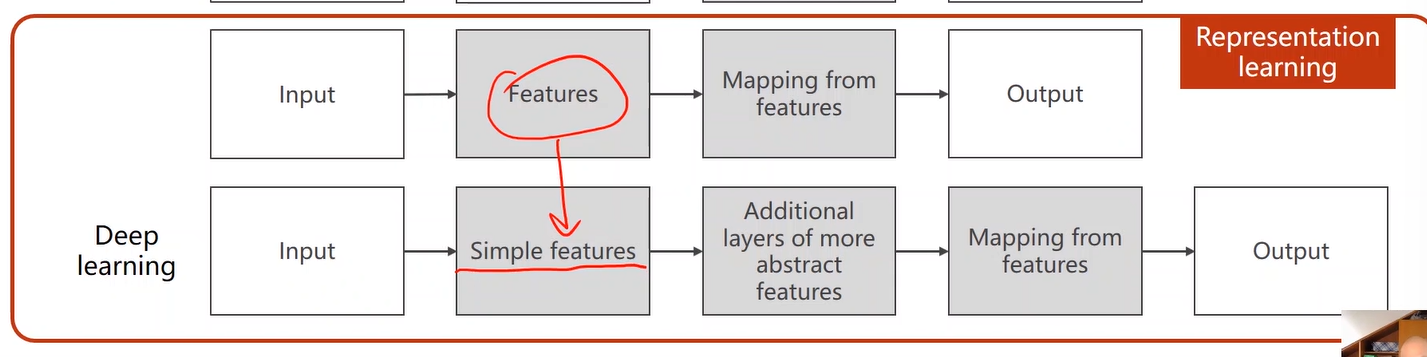 Representation
learning
Input
Features
Mapping from
features
Output
Deep
learning
Input
Simple features
Additional
layers of more
abstract
features
Mapping from
features
Output